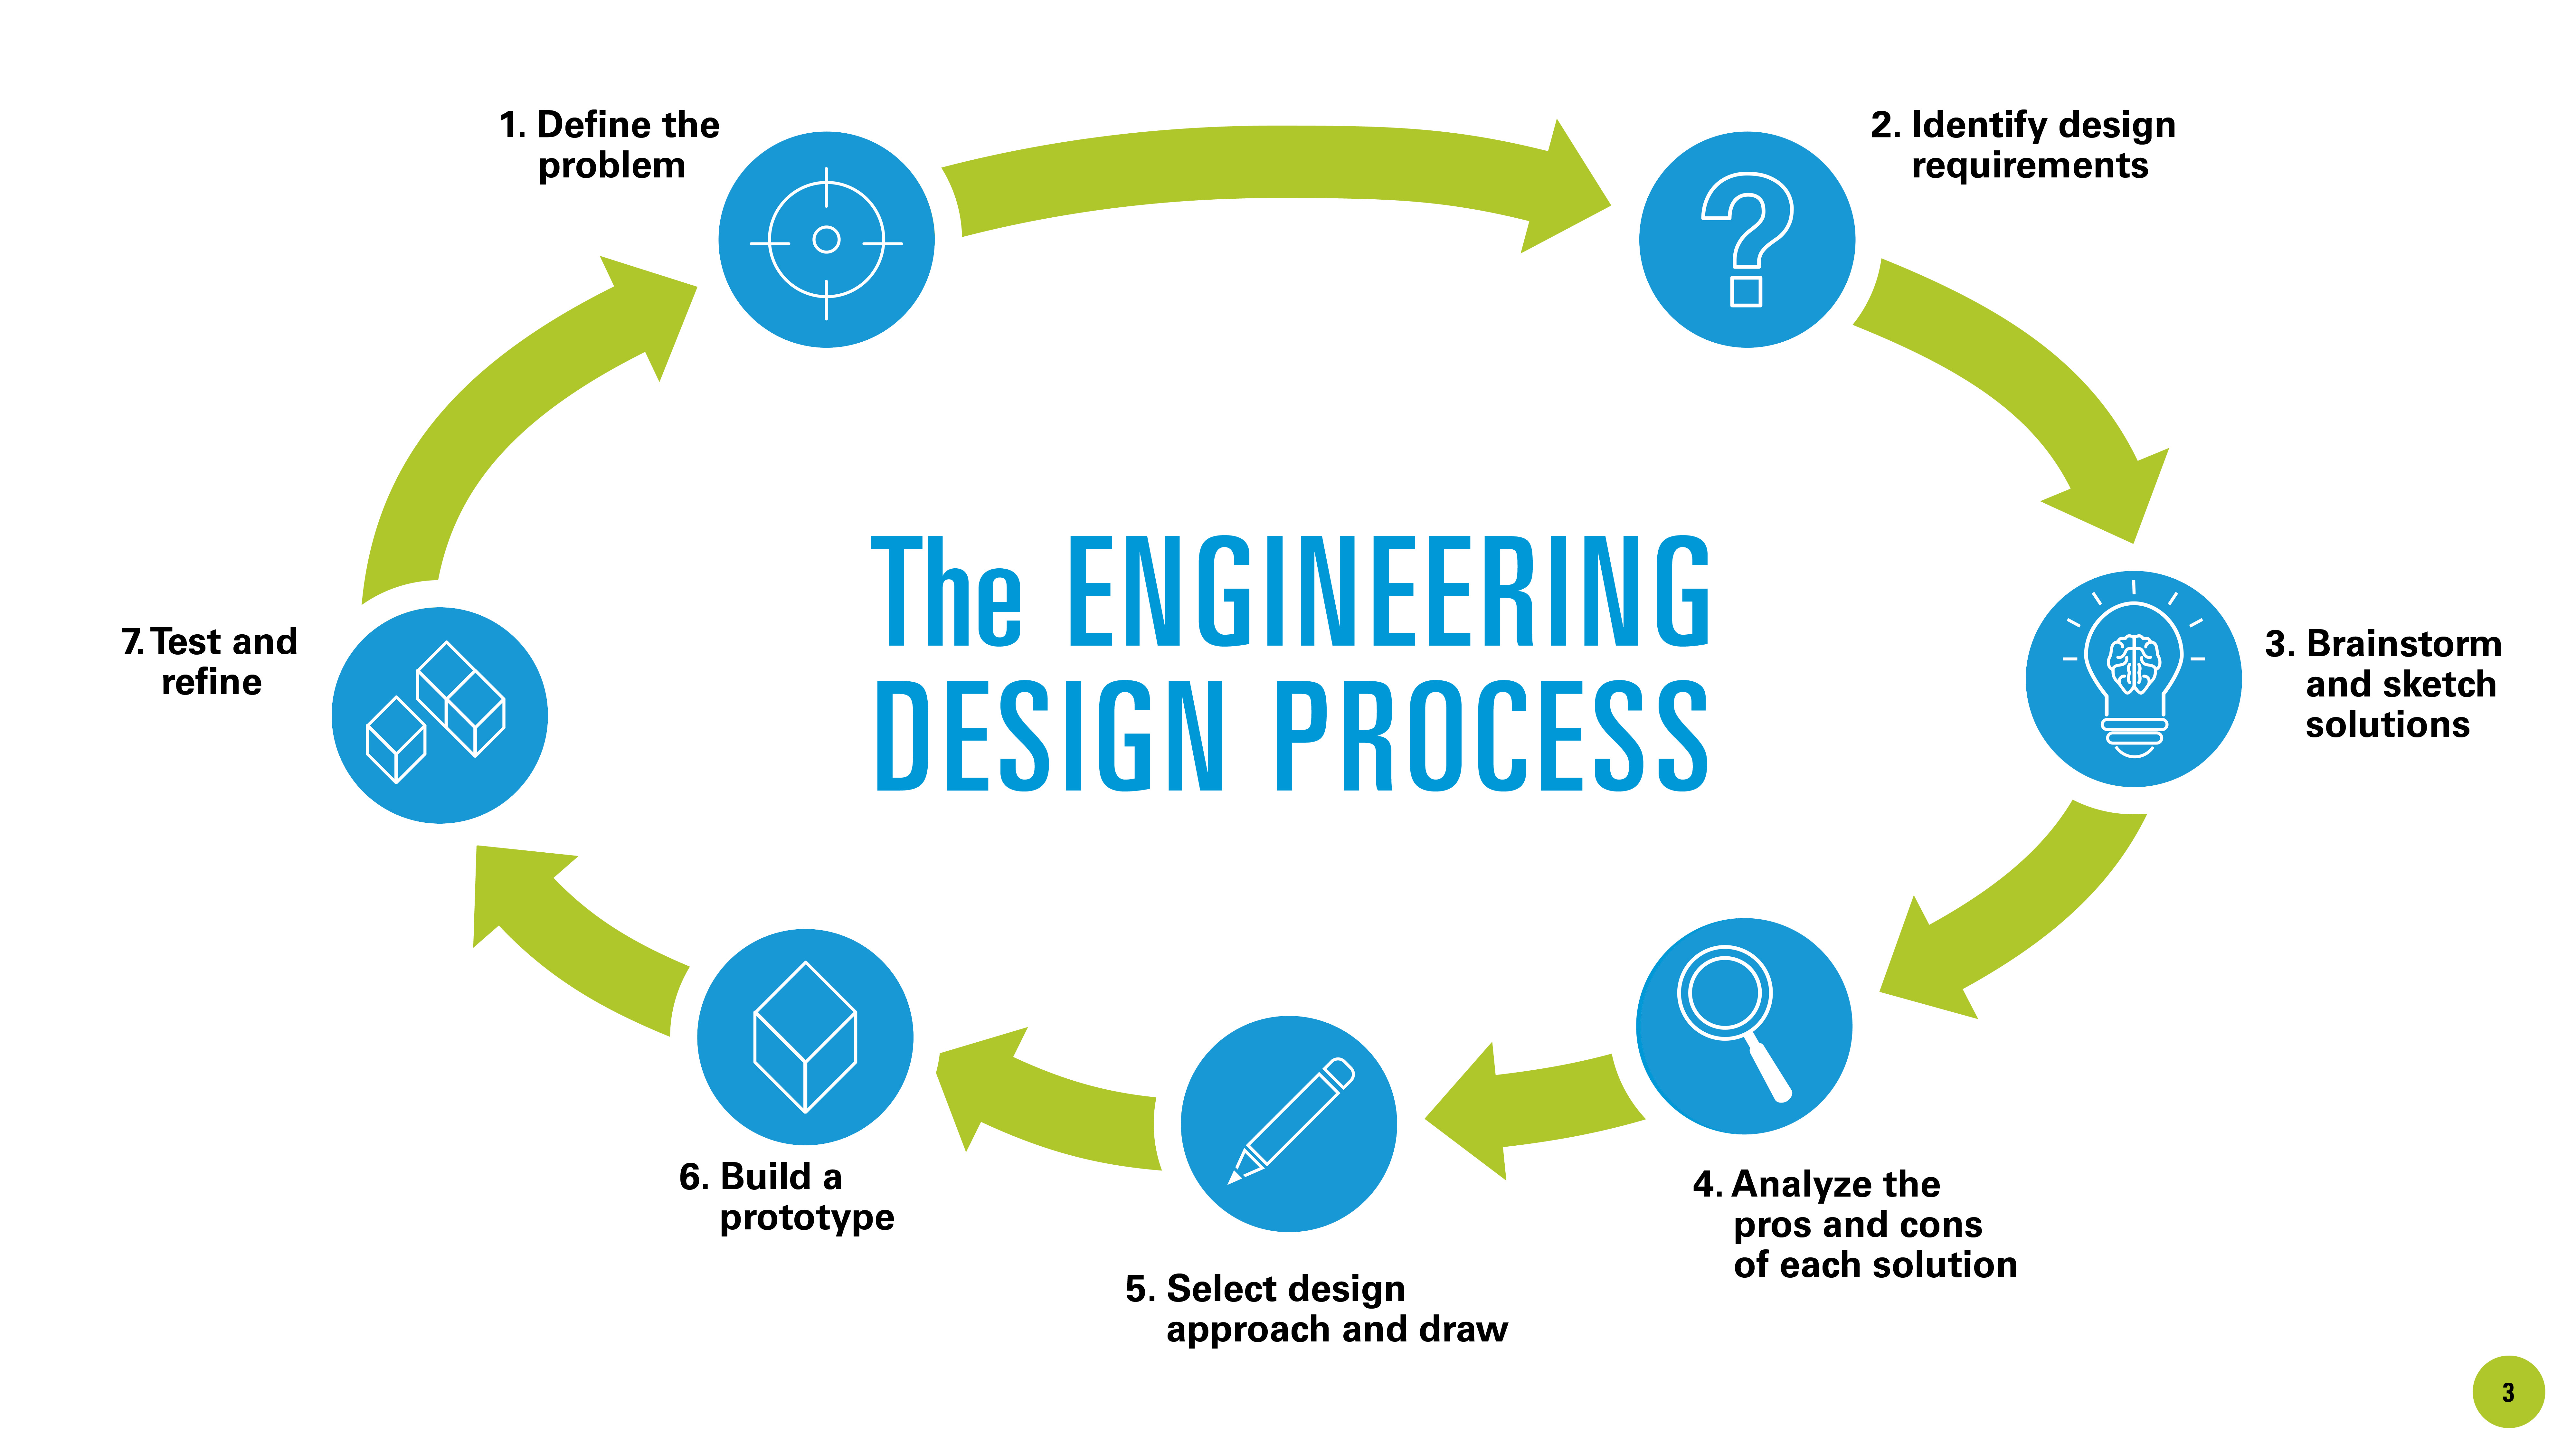 1. Define the
problem
2. Identify design
requirements
The ENGINEERING
DESIGN PROCESS
7. Test and
refine
3. Brainstorm
and sketch
solutions
6. Build a
prototype
4. Analyze the
pros and cons
of each solution
5. Select design
approach and draw
3